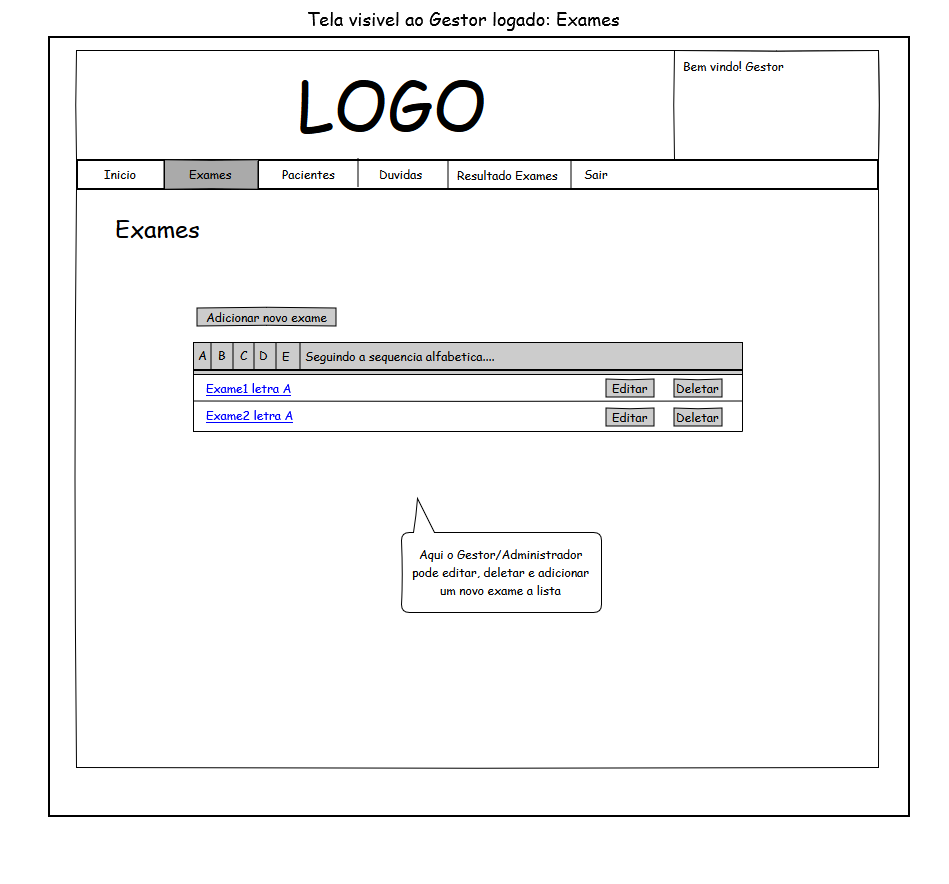 Tela visivel ao Gestor logado: Exames
LOGO
Bem vindo! Gestor
Inicio Exames Pacientes Duvidas Resultado Exames Sair
Exames
Adicionar novo exame
A B C D E Seguindo a sequencia alfabetica....
Exame1 letra A Editar Deletar
Exame2 letra A Editar Deletar
Aqui o Gestor/Administrador
pode editar, deletar e adicionar
um novo exame a lista